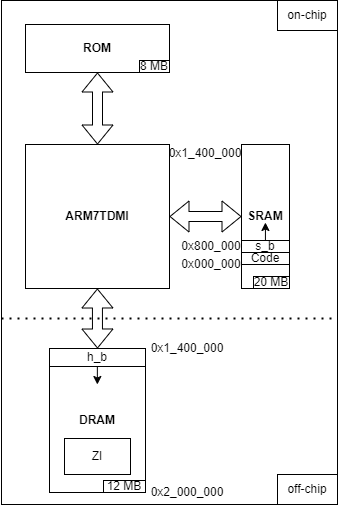 on-chip
ROM
8 MB
0x1_400_000
ARM7TDMI
SRAM
0x800_000
s_b
Code
0x000_000
20 MB
0x1_400_000
h_b
DRAM
ZI
12 MB
0x2_000_000
off-chip